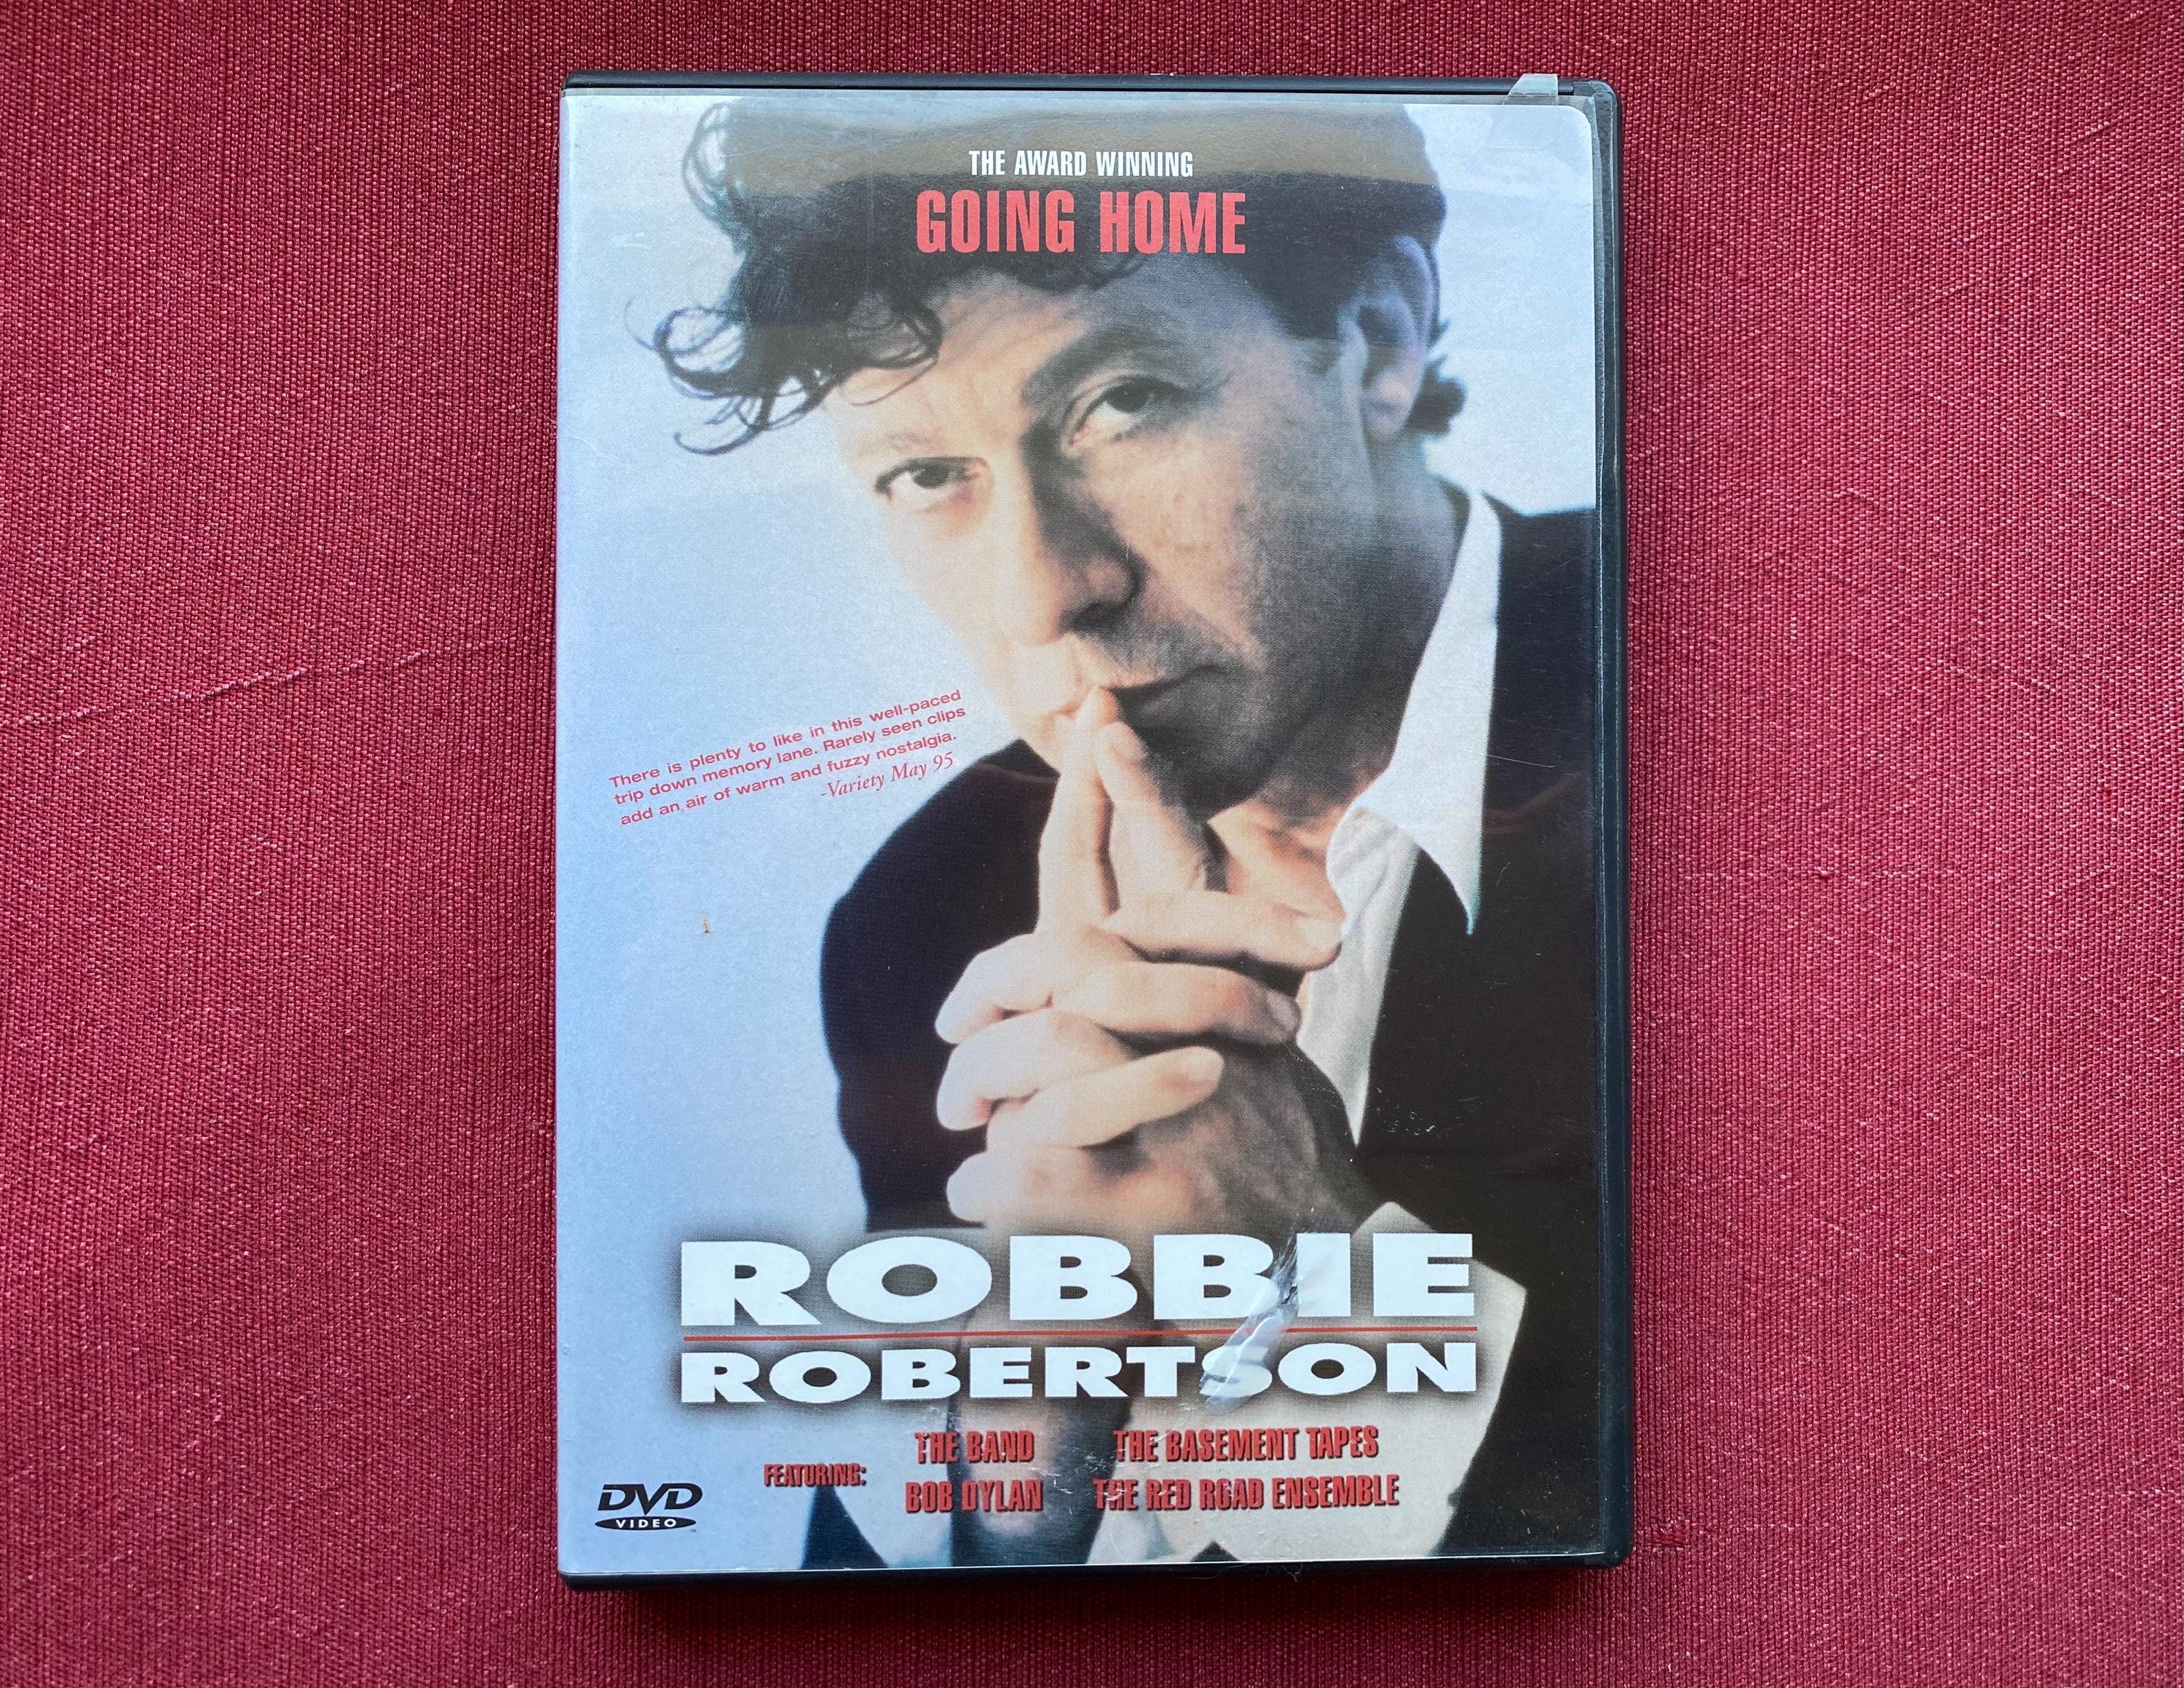 THE AWARD WINNING
GOING HOME
There is plenty to like in this well-paced
trip down memory lane. Rarely seen clips
add an air of warm and fuzzy nostalgia.
-Variety May 95
ROBBIE
ROBERTSON
FEATURING:
THE BAND
BOB DYLAN
THE BASEMENT TAPES
THE RED ROAD ENSEMBLE
DVD
VIDEO